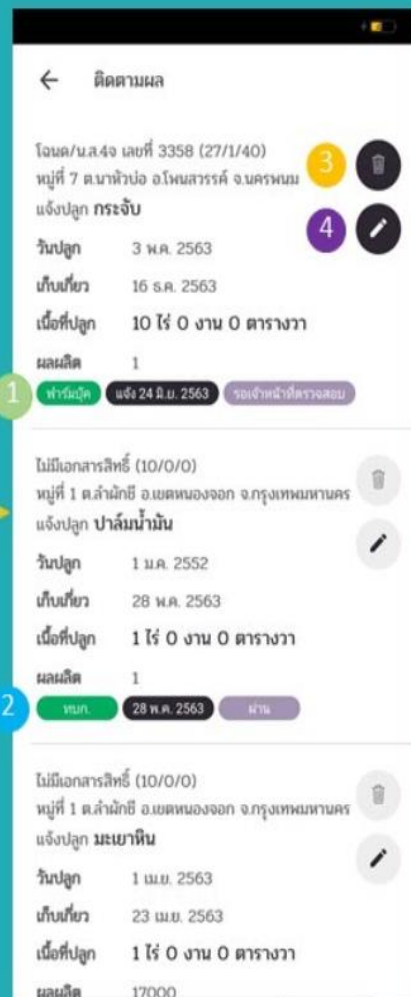 ติดตามผล
โฉนด/น.ส.4จ เลขที่ 3358 (27/1/40)
3
หมู่ที่ 7 ต.นาหัวบ่อ อ.โพนสวรรค์ จ.นครพนม
แจ้งปลูก กระจับ
4
วันปลูก 3 พ.ค. 2563
เก็บเกี่ยว 16 ธ.ค. 2563
เนื้อที่ปลูก 10 ไร่ 0 งาน 0 ตารางวา
ผลผลิต 1
1 ฟาร์มบุ๊ค แจ้ง 24 มิ.ย. 2563 รอเจ้าหน้าที่ตรวจสอบ
ไม่มีเอกสารสิทธิ์ (10/0/0)
หมู่ที่ 1 ต.ลำผักชี อ.เขตหนองจอก จ.กรุงเทพมหานคร
แจ้งปลูก ปาล์มน้ำมัน
วันปลูก 1 ม.ค. 2552
เก็บเกี่ยว 28 พ.ค. 2563
เนื้อที่ปลูก 1 ไร่ 0 งาน 0 ตารางวา
ผลผลิต 1
2 ทบก. 28 พ.ค. 2563 ผ่าน
ไม่มีเอกสารสิทธิ์ (10/0/0)
หมู่ที่ 1 ต.ลำผักชี อ.เขตหนองจอก จ.กรุงเทพมหานคร
แจ้งปลูก มะเยาหิน
วันปลูก 1 เม.ย. 2563
เก็บเกี่ยว 23 เม.ย. 2563
เนื้อที่ปลูก 1 ไร่ 0 งาน 0 ตารางวา
ผลผลิต 17000